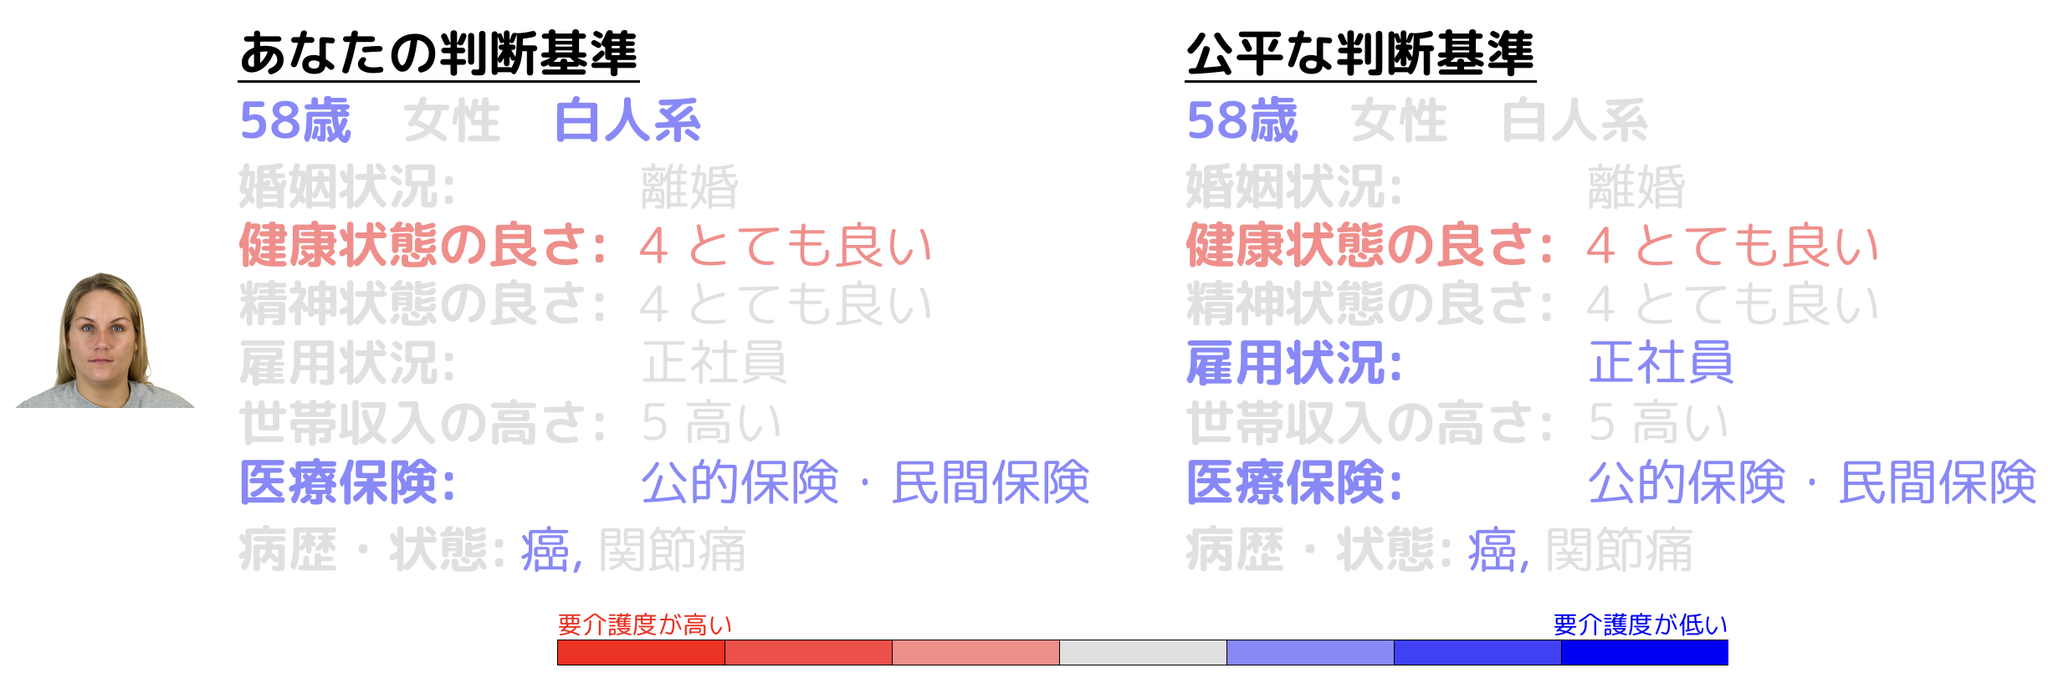 あなたの判断基準
58歳 女性 白人系
婚姻状況: 離婚
健康状態の良さ: 4 とても良い
精神状態の良さ: 4 とても良い
雇用状況: 正社員
世帯収入の高さ: 5 高い
医療保険: 公的保険・民間保険
病歴・状態: 癌, 関節痛
公平な判断基準
58歳 女性 白人系
婚姻状況: 離婚
健康状態の良さ: 4 とても良い
精神状態の良さ: 4 とても良い
雇用状況: 正社員
世帯収入の高さ: 5 高い
医療保険: 公的保険・民間保険
病歴・状態: 癌, 関節痛
要介護度が高い
要介護度が低い